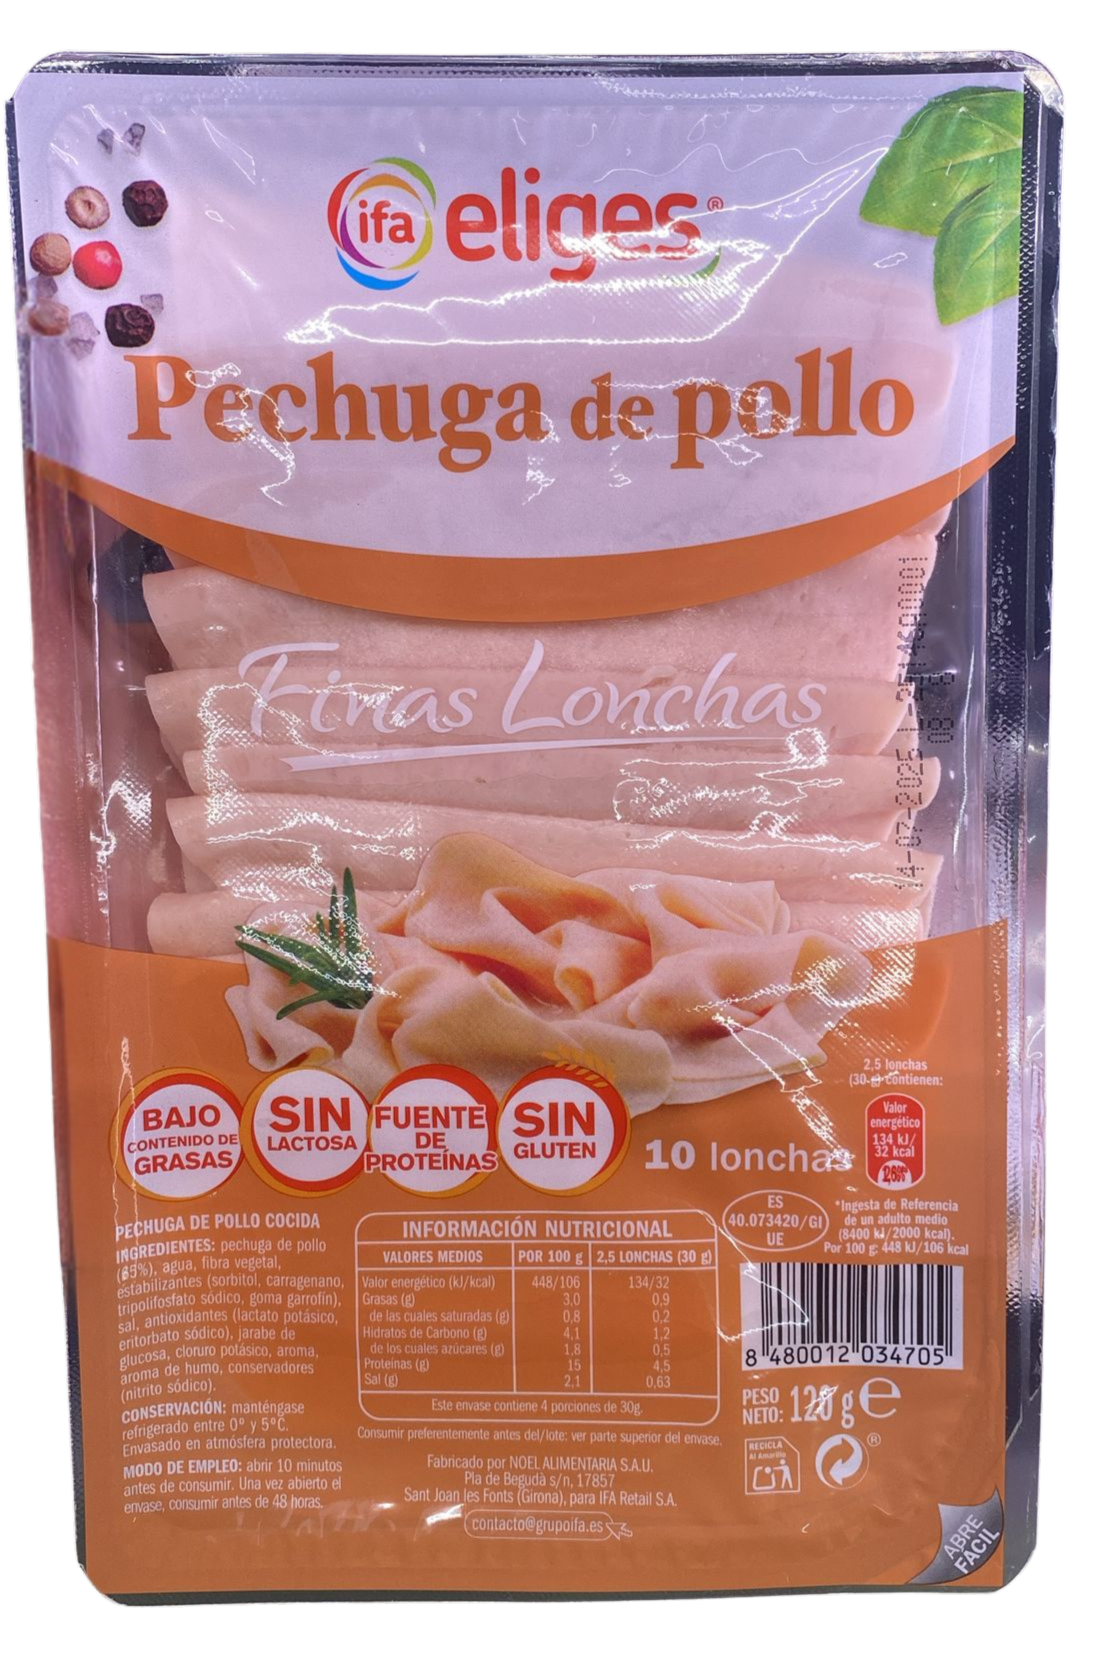 ifa eliges®
Pechuga de pollo
Finas Lonchas
14-07-2025
BAJO
CONTENIDO DE
GRASAS
SIN
LACTOSA
FUENTE
DE
PROTEÍNAS
SIN
GLUTEN
10 lonchas
2,5 lonchas
(30 g) contienen:
Valor
energético
134 kJ/
32 kcal
ES
40.073420/GI
UE
*Ingesta de Referencia
de un adulto medio
(8400 kJ/2000 kcal).
Por 100 g: 448 kJ/106 kcal
PECHUGA DE POLLO COCIDA
INGREDIENTES: pechuga de pollo
(65%), agua, fibra vegetal,
estabilizantes (sorbitol, carragenano,
tripolifosfato sódico, goma garrofín),
sal, antioxidantes (lactato potásico,
eritorbato sódico), jarabe de
glucosa, cloruro potásico, aroma,
aroma de humo, conservadores
(nitrito sódico).
CONSERVACIÓN: manténgase
refrigerado entre 0º y 5ºC.
Envasado en atmósfera protectora.
MODO DE EMPLEO: abrir 10 minutos
antes de consumir. Una vez abierto el
envase, consumir antes de 48 horas.
INFORMACIÓN NUTRICIONAL
VALORES MEDIOS POR 100 g 2,5 LONCHAS (30 g)
Valor energético (kJ/kcal) 448/106 134/32
Grasas (g) 3,0 0,9
de las cuales saturadas (g) 0,8 0,2
Hidratos de Carbono (g) 4,1 1,2
de los cuales azúcares (g) 1,8 0,5
Proteínas (g) 15 4,5
Sal (g) 2,1 0,63
Este envase contiene 4 porciones de 30g.
Consumir preferentemente antes del/lote: ver parte superior del envase.
Fabricado por NOEL ALIMENTARIA S.A.U.
Pla de Begudà s/n, 17857
Sant Joan les Fonts (Girona), para IFA Retail S.A.
contacto@grupoifa.es
8 480012 034705
PESO
NETO: 120 g e
RECICLA
Al Amarillo
®
ABRE
FACIL